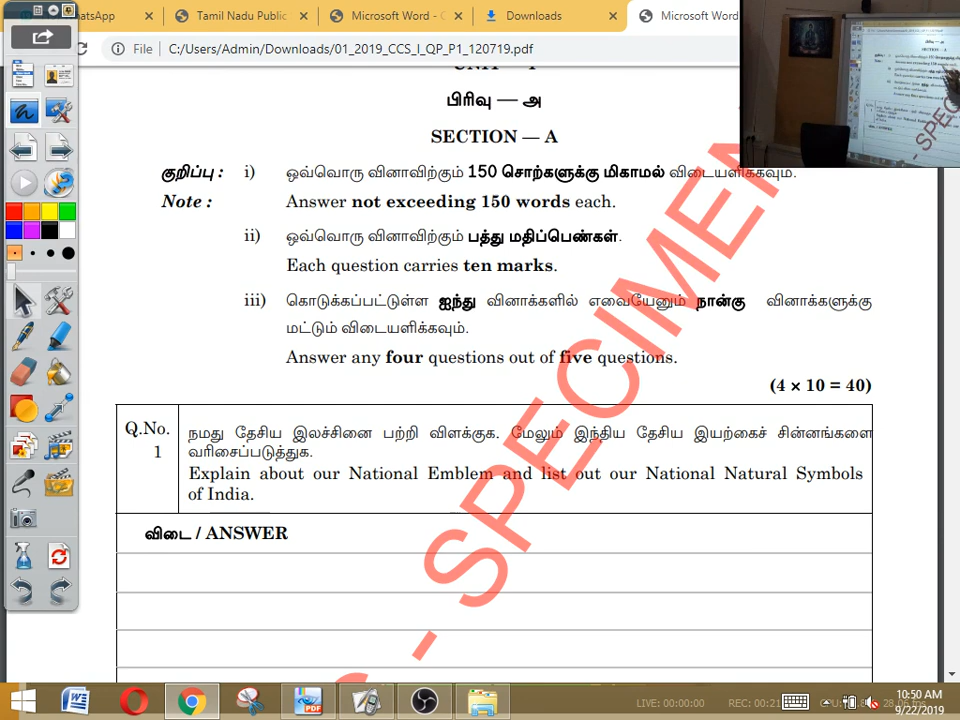 WhatsApp
Tamil Nadu Public
Microsoft Word - C
Downloads
Microsoft Word
File
C:/Users/Admin/Downloads/01_2019_CCS_I_QP_P1_120719.pdf
பிரிவு — அ
SECTION — A
குறிப்பு : i) ஒவ்வொரு வினாவிற்கும் 150 சொற்களுக்கு மிகாமல் விடையளிக்கவும்.
Note : Answer not exceeding 150 words each.
ii) ஒவ்வொரு வினாவிற்கும் பத்து மதிப்பெண்கள்.
Each question carries ten marks.
iii) கொடுக்கப்பட்டுள்ள ஐந்து வினாக்களில் எவையேனும் நான்கு வினாக்களுக்கு
மட்டும் விடையளிக்கவும்.
Answer any four questions out of five questions.
(4 × 10 = 40)
Q.No.
1
நமது தேசிய இலச்சினை பற்றி விளக்குக. மேலும் இந்திய தேசிய இயற்கைச் சின்னங்களை
வரிசைப்படுத்துக.
Explain about our National Emblem and list out our National Natural Symbols
of India.
விடை / ANSWER
- SPECIMEN
LIVE: 00:00:00
10:50 AM
9/22/2019